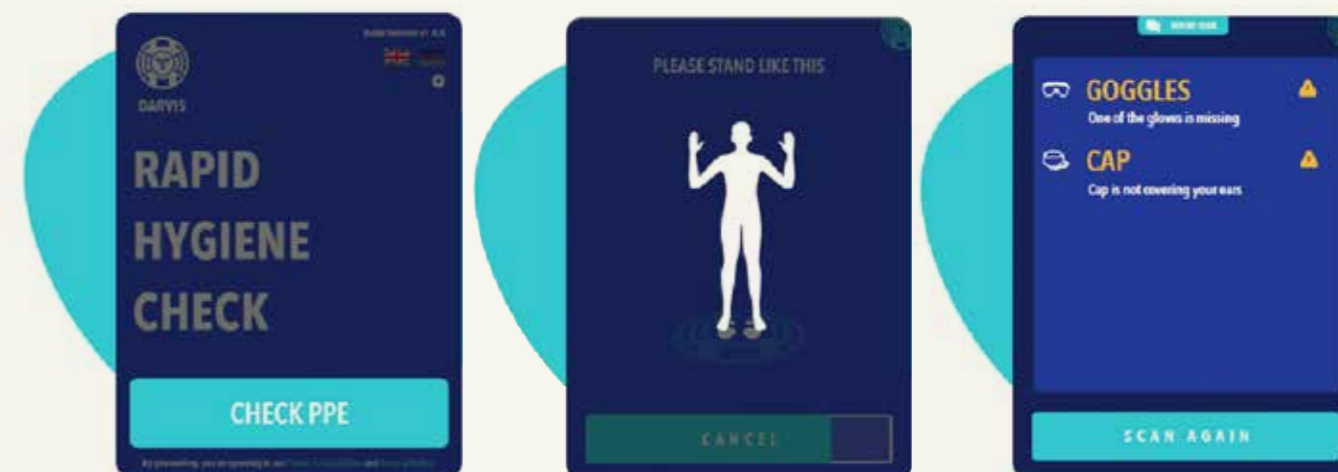 DARVIS
RAPID
HYGIENE
CHECK
CHECK PPE
PLEASE STAND LIKE THIS
CANCEL
GOGGLES
One of the gloves is missing
CAP
Cap is not covering your ears
SCAN AGAIN